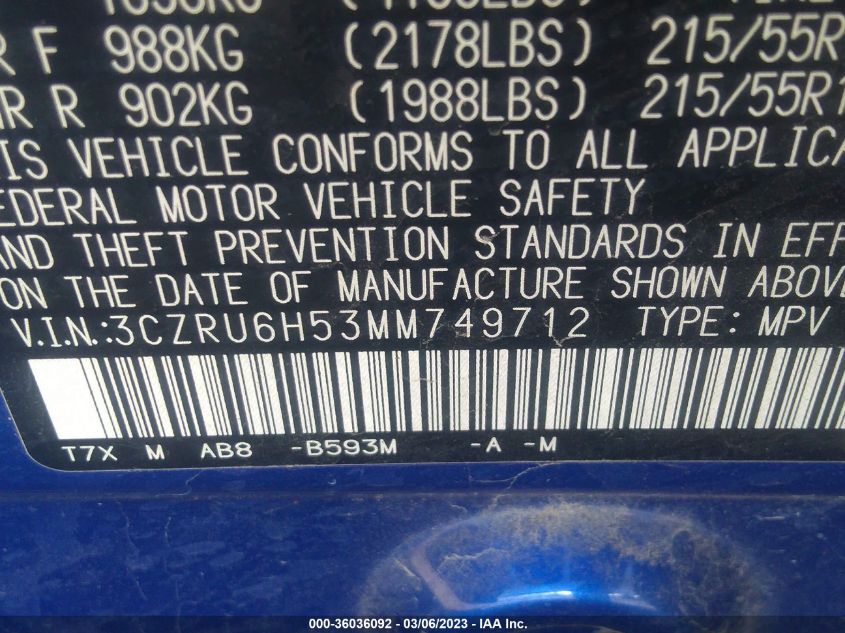 R F 988KG (2178LBS) 215/55R
R R 902KG (1988LBS) 215/55R1
IS VEHICLE CONFORMS TO ALL APPLICA
EDERAL MOTOR VEHICLE SAFETY
ND THEFT PREVENTION STANDARDS IN EFF
ON THE DATE OF MANUFACTURE SHOWN ABOVE
V.I.N.:3CZRU6H53MM749712 TYPE: MPV
T7X M AB8 -B593M -A -M
000-36036092 - 03/06/2023 - IAA Inc.